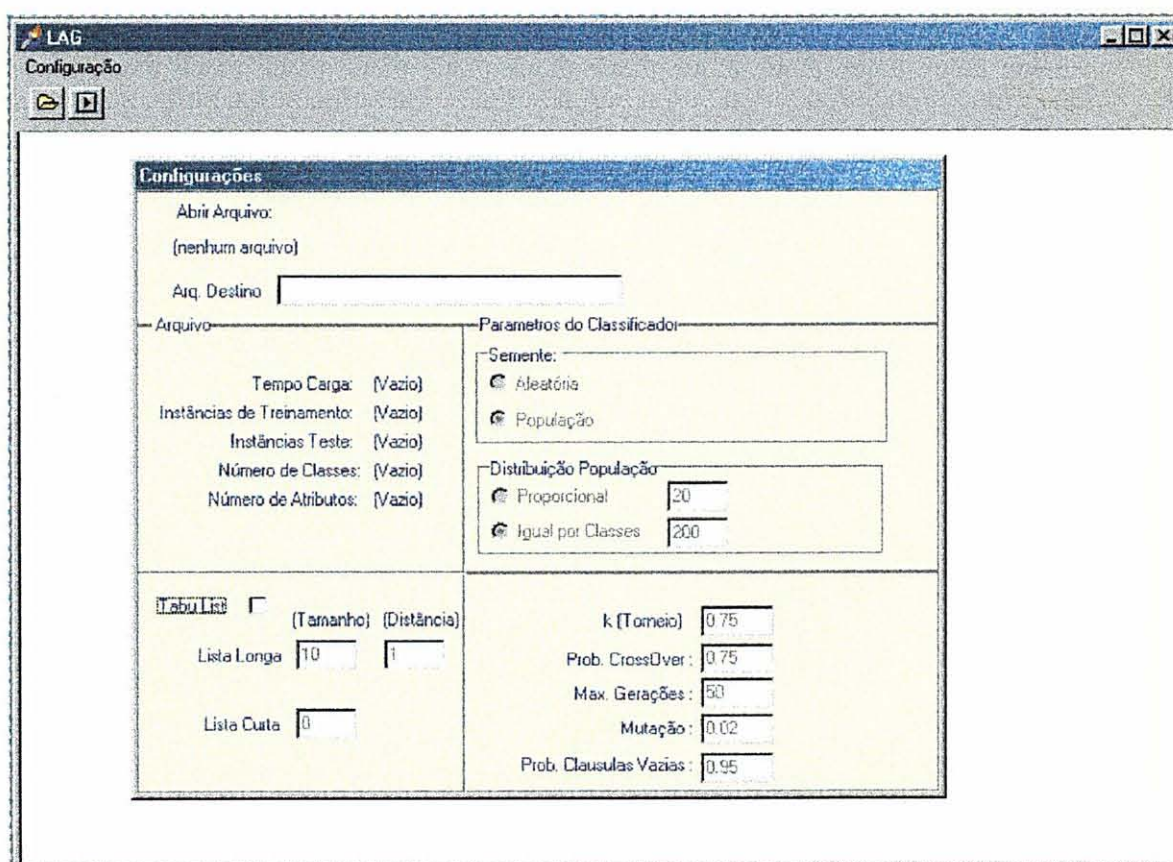 LAG
Configuração
Configurações
Abrir Arquivo:
(nenhum arquivo)
Arq. Destino
Arquivo
Tempo Carga: (Vazio)
Instâncias de Treinamento: (Vazio)
Instâncias Teste: (Vazio)
Número de Classes: (Vazio)
Número de Atributos: (Vazio)
Parametros do Classificador
Semente:
Aleatória
População
Distribuição População
Proporcional 20
Igual por Classes 200
Tabu List
(Tamanho) (Distância)
Lista Longa 10 1
Lista Curta 0
k (Torneio) 0.75
Prob. CrossOver : 0.75
Max. Gerações : 50
Mutação : 0.02
Prob. Clausulas Vazias : 0.95